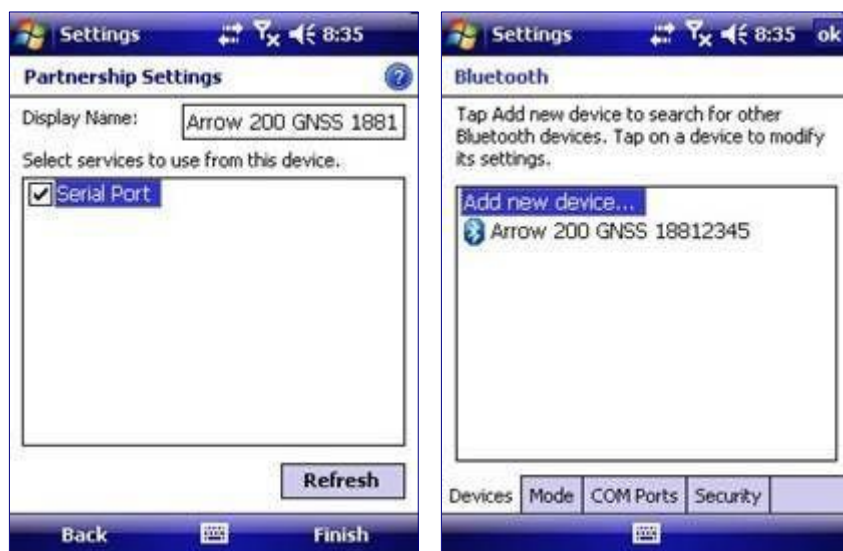 Settings 8:35
Partnership Settings
Display Name: Arrow 200 GNSS 1881
Select services to use from this device.
Serial Port
Refresh
Back Finish
Settings 8:35 ok
Bluetooth
Tap Add new device to search for other
Bluetooth devices. Tap on a device to modify
its settings.
Add new device...
Arrow 200 GNSS 18812345
Devices Mode COM Ports Security